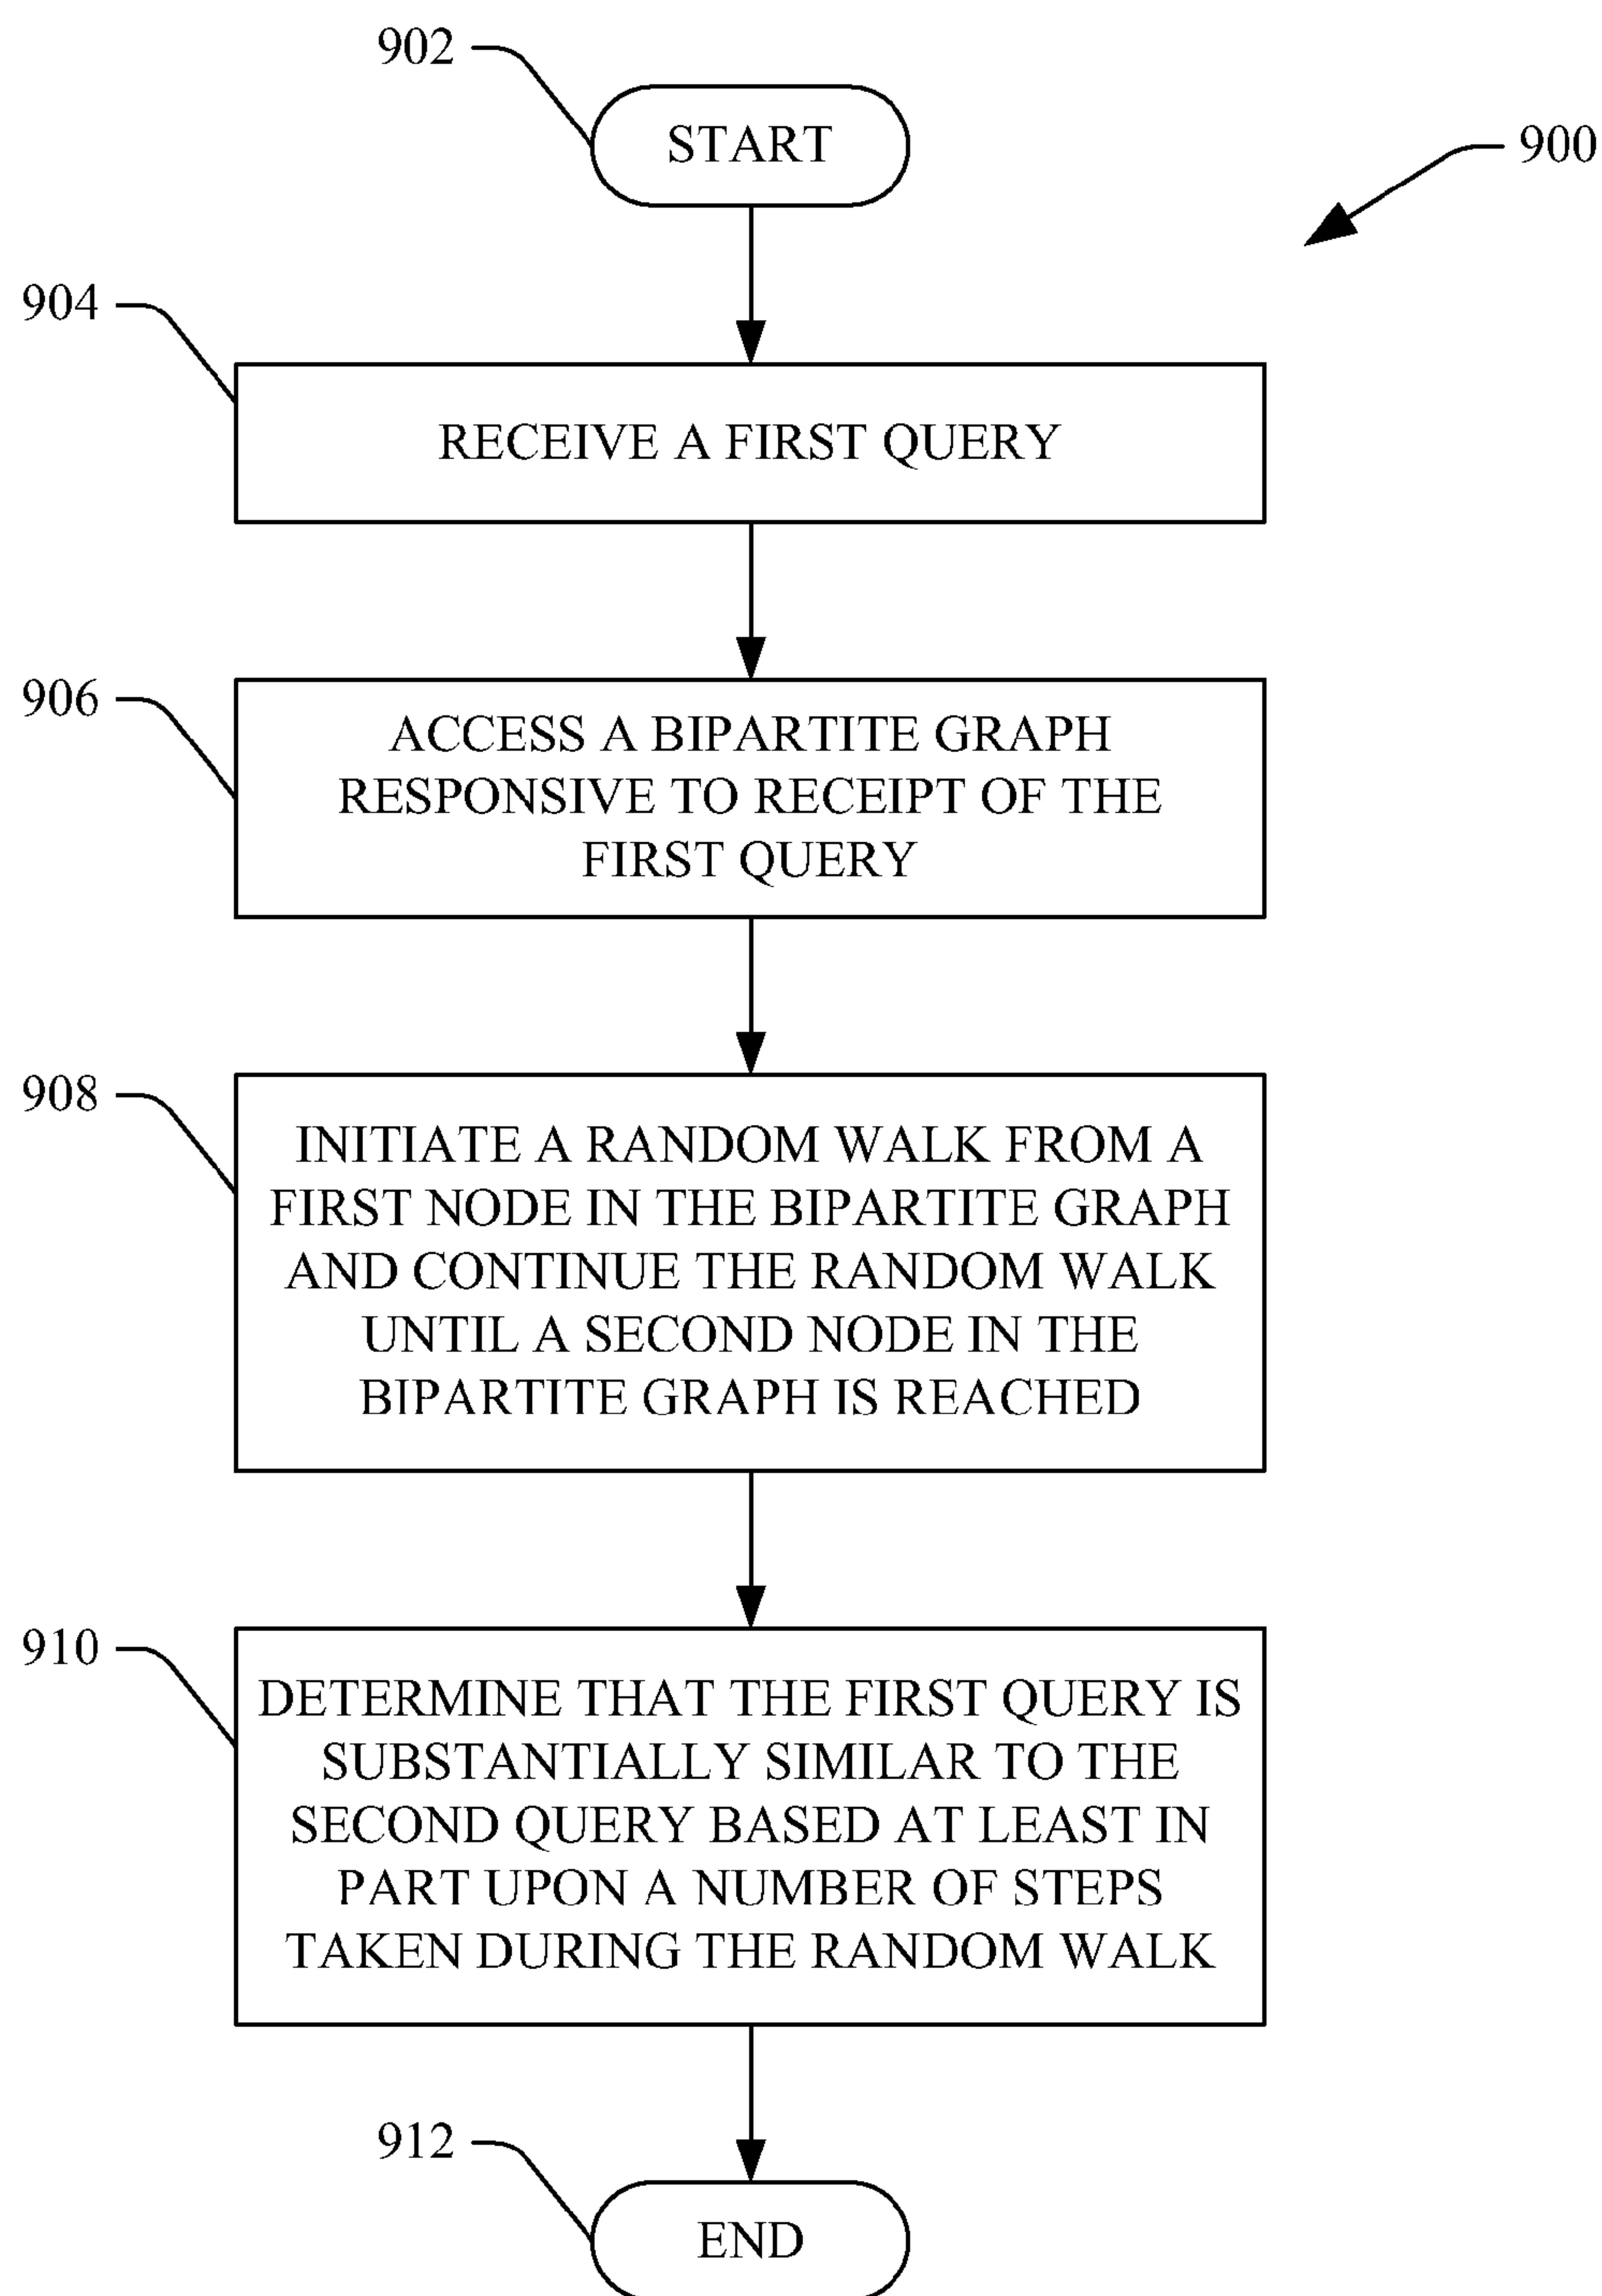 902
START
900
904
RECEIVE A FIRST QUERY
906
ACCESS A BIPARTITE GRAPH
RESPONSIVE TO RECEIPT OF THE
FIRST QUERY
908
INITIATE A RANDOM WALK FROM A
FIRST NODE IN THE BIPARTITE GRAPH
AND CONTINUE THE RANDOM WALK
UNTIL A SECOND NODE IN THE
BIPARTITE GRAPH IS REACHED
910
DETERMINE THAT THE FIRST QUERY IS
SUBSTANTIALLY SIMILAR TO THE
SECOND QUERY BASED AT LEAST IN
PART UPON A NUMBER OF STEPS
TAKEN DURING THE RANDOM WALK
912
END